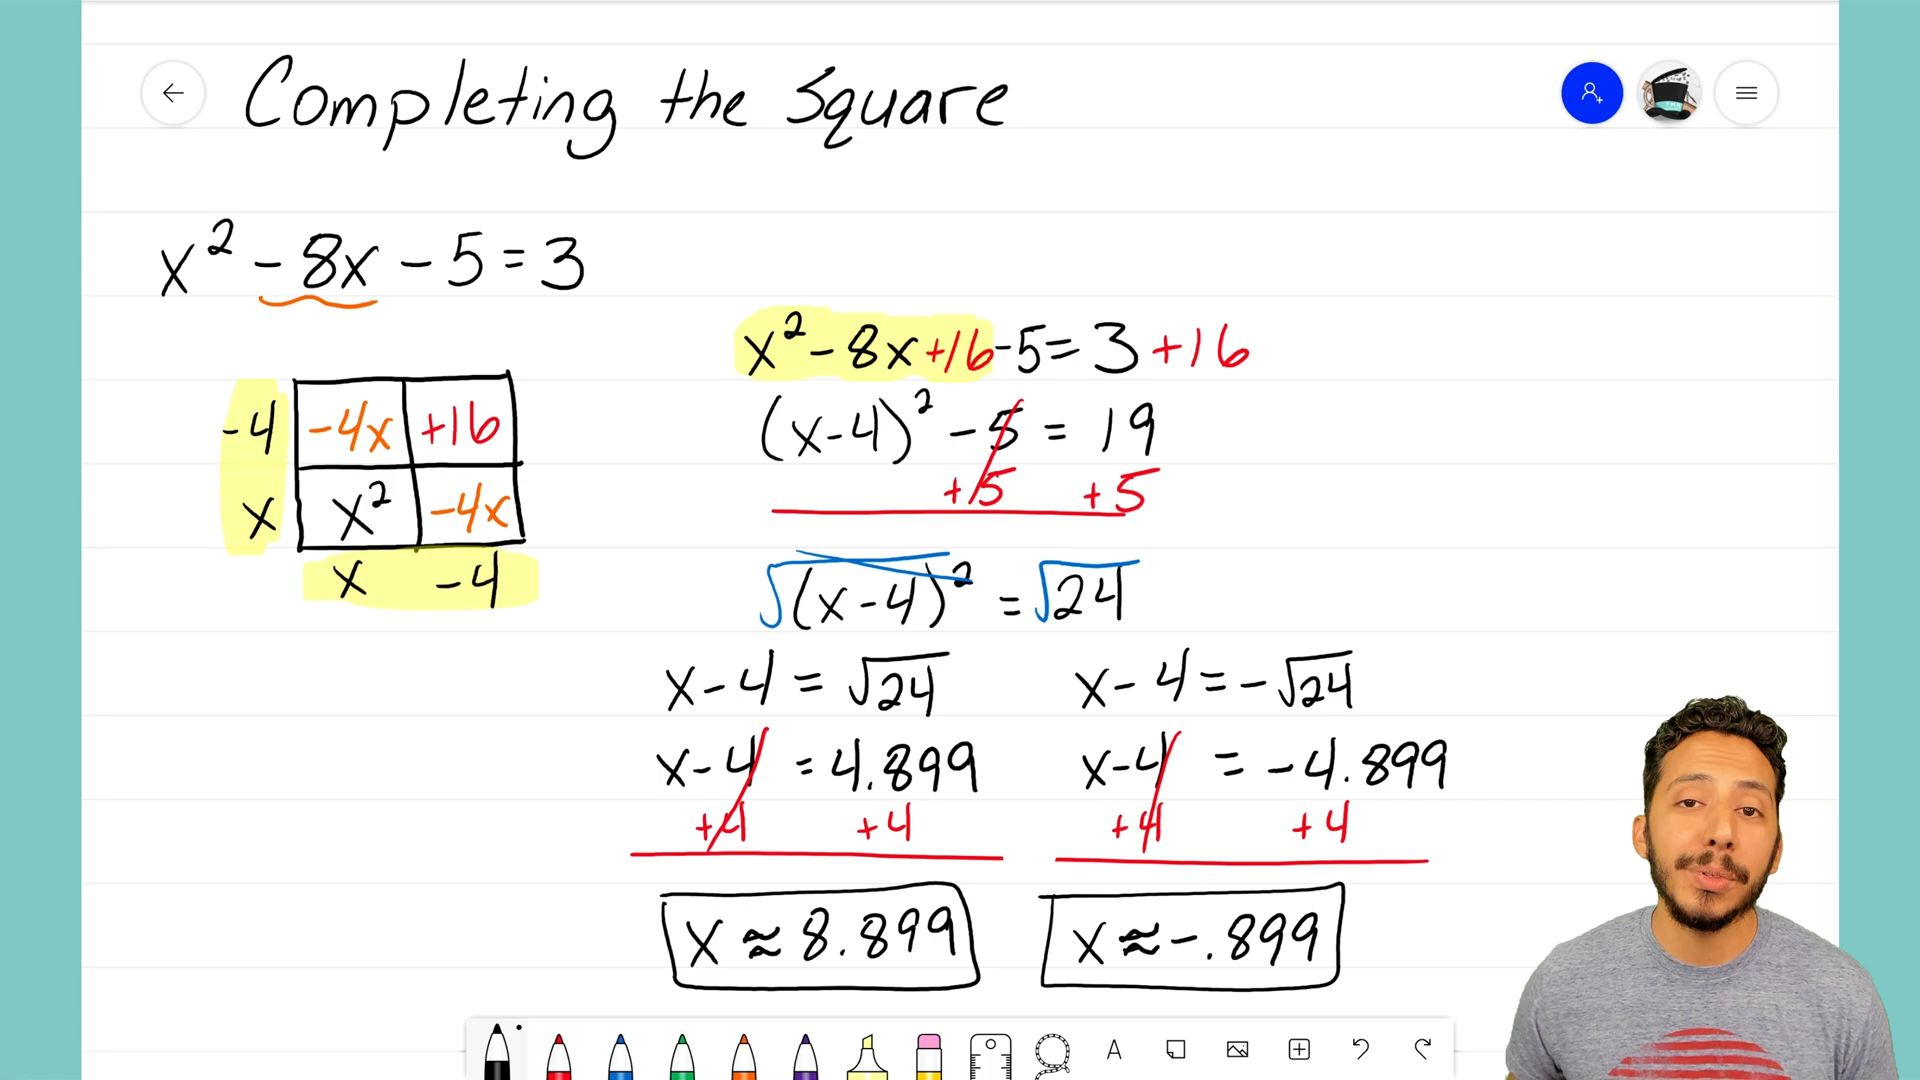 Completing the Square
x² - 8x - 5 = 3
-4 -4x +16
x x² -4x
x -4
x² - 8x +16 -5 = 3 +16
(x-4)² - 5 = 19
+5 +5
√(x-4)² = √24
x - 4 = √24
x - 4 = 4.899
+4 +4
x ≈ 8.899
x - 4 = -√24
x - 4 = -4.899
+4 +4
x ≈ -.899
A